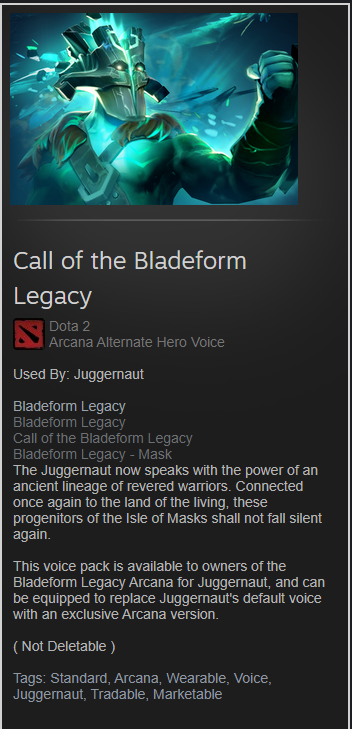 Call of the Bladeform
Legacy
Dota 2
Arcana Alternate Hero Voice
Used By: Juggernaut
Bladeform Legacy
Bladeform Legacy
Call of the Bladeform Legacy
Bladeform Legacy - Mask
The Juggernaut now speaks with the power of an
ancient lineage of revered warriors. Connected
once again to the land of the living, these
progenitors of the Isle of Masks shall not fall silent
again.
This voice pack is available to owners of the
Bladeform Legacy Arcana for Juggernaut, and can
be equipped to replace Juggernaut's default voice
with an exclusive Arcana version.
( Not Deletable )
Tags: Standard, Arcana, Wearable, Voice,
Juggernaut, Tradable, Marketable